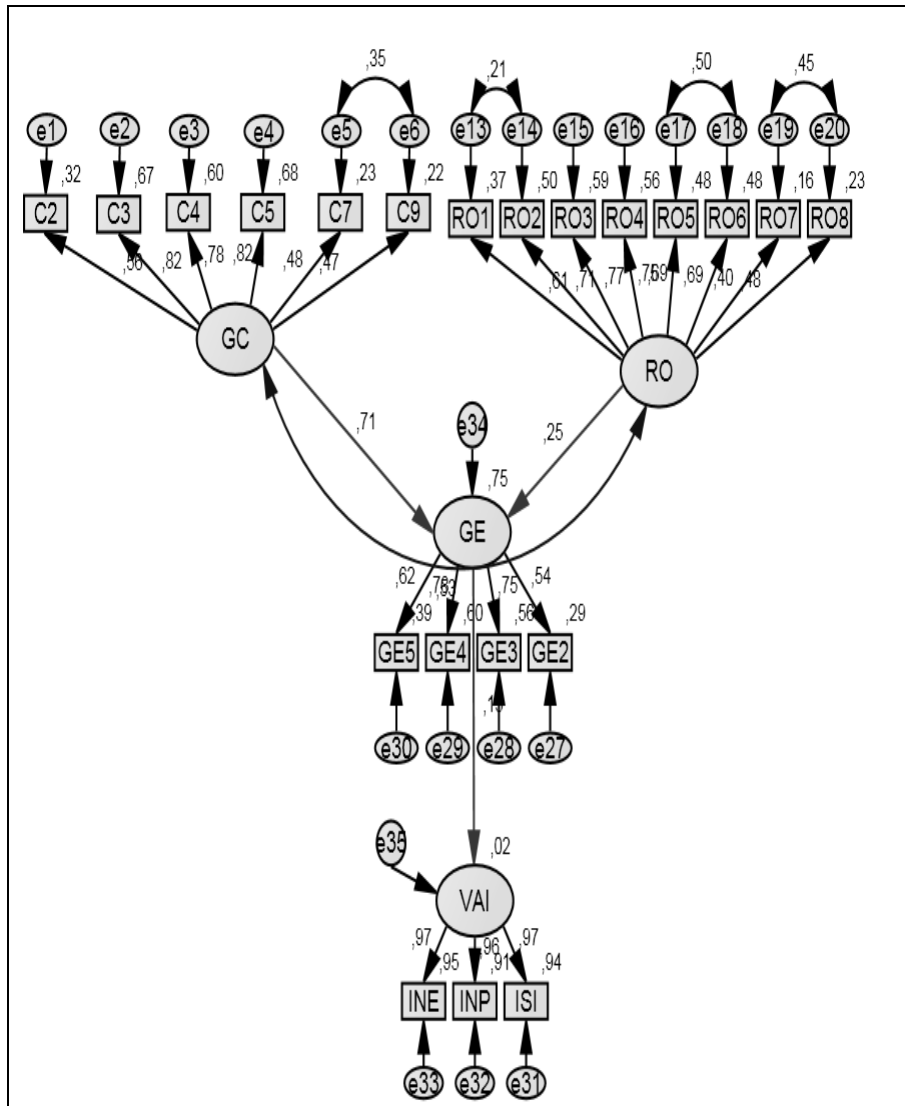 ,35
,21
,50
,45
e1 e2 e3 e4 e5 e6 e13 e14 e15 e16 e17 e18 e19 e20
,32 ,67 ,60 ,68 ,23 ,22 ,37 ,50 ,59 ,56 ,48 ,48 ,16 ,23
C2 C3 C4 C5 C7 C9 RO1 RO2 RO3 RO4 RO5 RO6 RO7 RO8
,56 ,82 ,78 ,82 ,48 ,47 ,61 ,71 ,77 ,69 ,40 ,48
GC RO
,71
e34
,25
,75
GE
,62 ,75 ,54
,39 ,60 ,56 ,29
GE5 GE4 GE3 GE2
e30 e29 e28 e27
e35
,02
VAI
,97 ,96 ,97
,95 ,91 ,94
INE INP ISI
e33 e32 e31